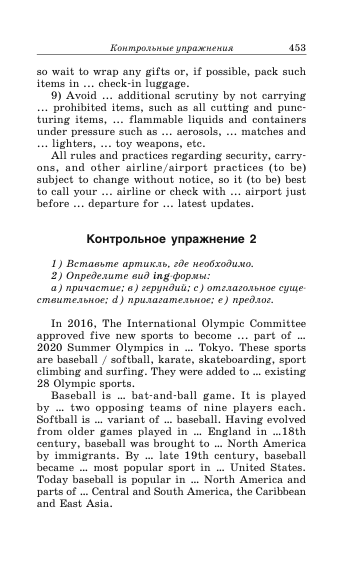 Контрольные упражнения 453
so wait to wrap any gifts or, if possible, pack such
items in ... check-in luggage.
9) Avoid ... additional scrutiny by not carrying
... prohibited items, such as all cutting and punc-
turing items, ... flammable liquids and containers
under pressure such as ... aerosols, ... matches and
... lighters, ... toy weapons, etc.
All rules and practices regarding security, carry-
ons, and other airline/airport practices (to be)
subject to change without notice, so it (to be) best
to call your ... airline or check with ... airport just
before ... departure for ... latest updates.
Контрольное упражнение 2
1) Вставьте артикль, где необходимо.
2) Определите вид ing-формы:
a) причастие; в) герундий; с) отглагольное суще-
ствительное; d) прилагательное; е) предлог.
In 2016, The International Olympic Committee
approved five new sports to become ... part of ...
2020 Summer Olympics in ... Tokyo. These sports
are baseball / softball, karate, skateboarding, sport
climbing and surfing. They were added to ... existing
28 Olympic sports.
Baseball is ... bat-and-ball game. It is played
by ... two opposing teams of nine players each.
Softball is ... variant of ... baseball. Having evolved
from older games played in ... England in ...18th
century, baseball was brought to ... North America
by immigrants. By ... late 19th century, baseball
became ... most popular sport in ... United States.
Today baseball is popular in ... North America and
parts of ... Central and South America, the Caribbean
and East Asia.